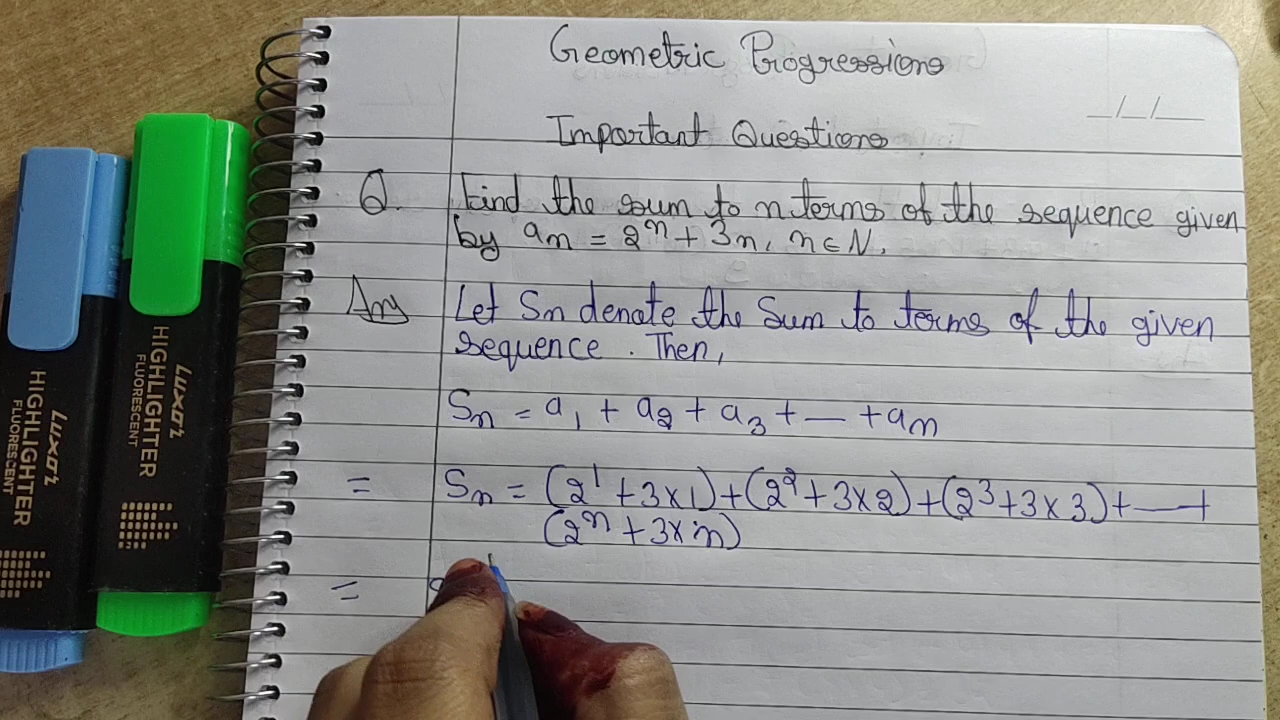 Geometric Progressions
_/_/_
Important Questions
Q. Find the sum to n terms of the sequence given
by an = 2ⁿ + 3n, n ∈ N.
Ans Let Sn denote the Sum to terms of the given
sequence. Then,
Sn = a₁ + a₂ + a₃ + — + an
= Sn = (2¹ + 3×1) + (2² + 3×2) + (2³ + 3×3) + — +
(2ⁿ + 3×n)
=
Luxor
HIGHLIGHTER
FLUORESCENT
Luxor
HIGHLIGHTER
FLUORESCENT